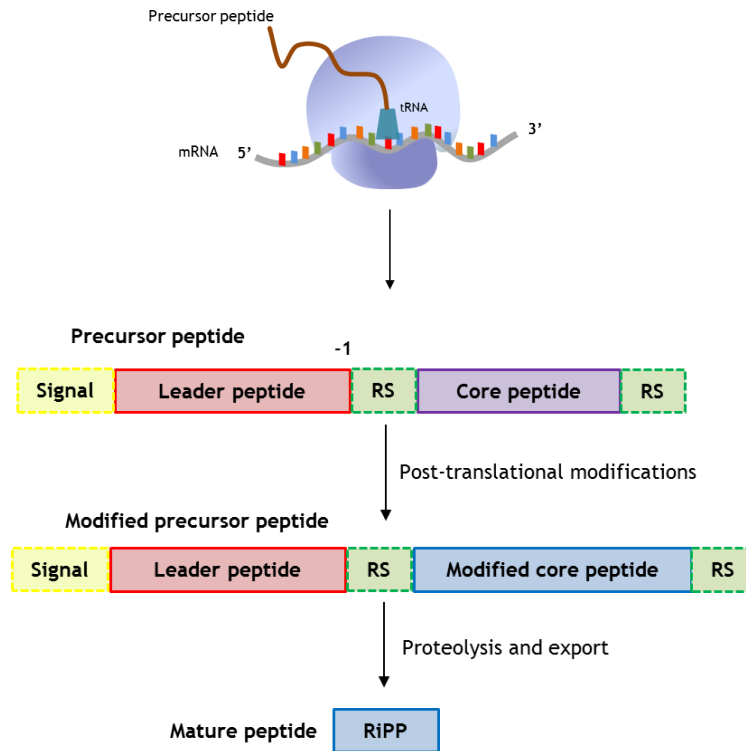 Precursor peptide
tRNA
mRNA 5’ 3’
Precursor peptide
-1
Signal Leader peptide RS Core peptide RS
Post-translational modifications
Modified precursor peptide
Signal Leader peptide RS Modified core peptide RS
Proteolysis and export
Mature peptide RiPP